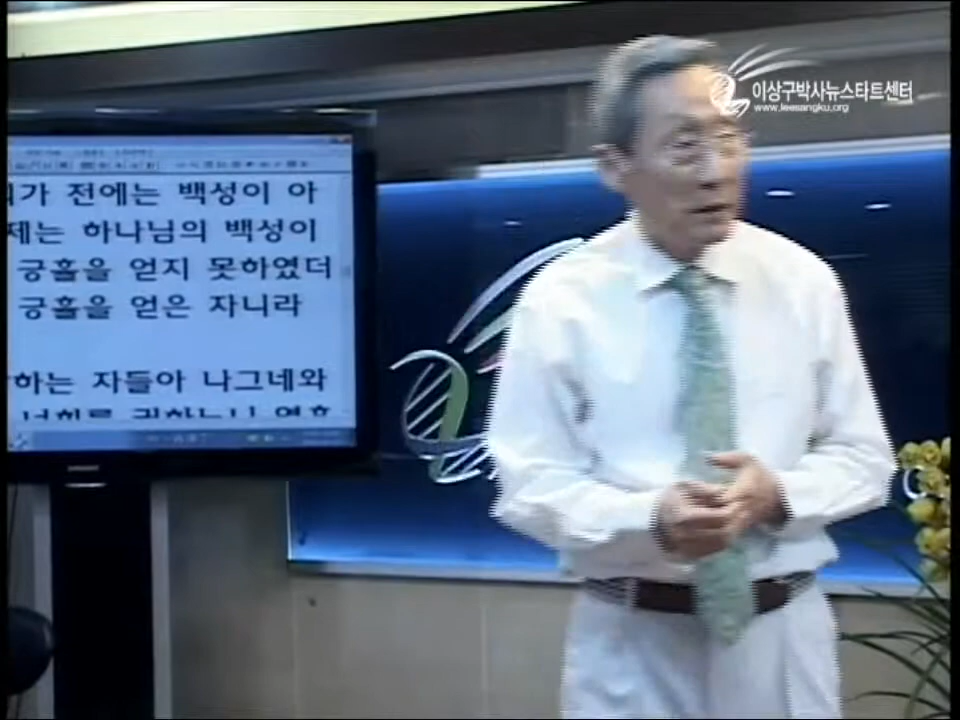 이상구박사뉴스타트센터
www.leesangku.org
가 전에는 백성이 아
제는 하나님의 백성이
긍휼을 얻지 못하였더
긍휼을 얻은 자니라
하는 자들아 나그네와